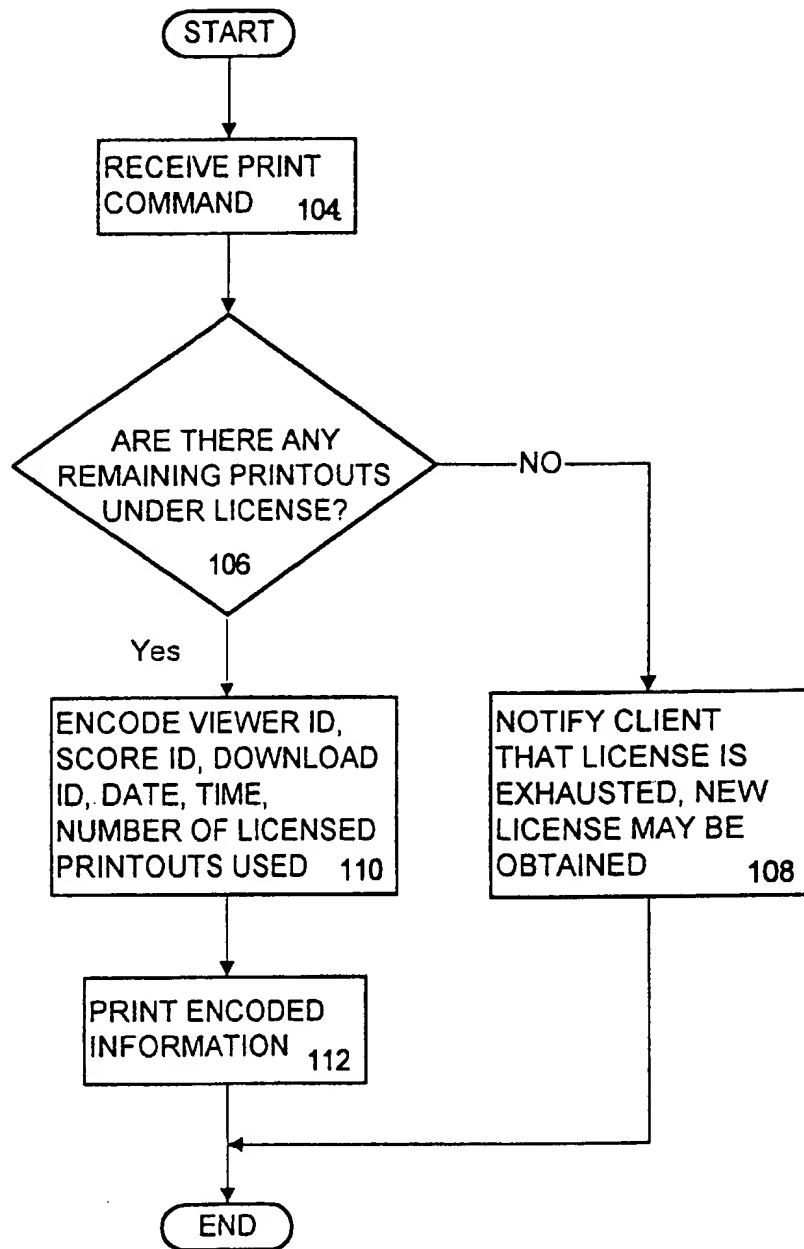 START
RECEIVE PRINT
COMMAND 104
ARE THERE ANY
REMAINING PRINTOUTS
UNDER LICENSE?
106
NO
Yes
ENCODE VIEWER ID,
SCORE ID, DOWNLOAD
ID, DATE, TIME,
NUMBER OF LICENSED
PRINTOUTS USED 110
NOTIFY CLIENT
THAT LICENSE IS
EXHAUSTED, NEW
LICENSE MAY BE
OBTAINED 108
PRINT ENCODED
INFORMATION 112
END